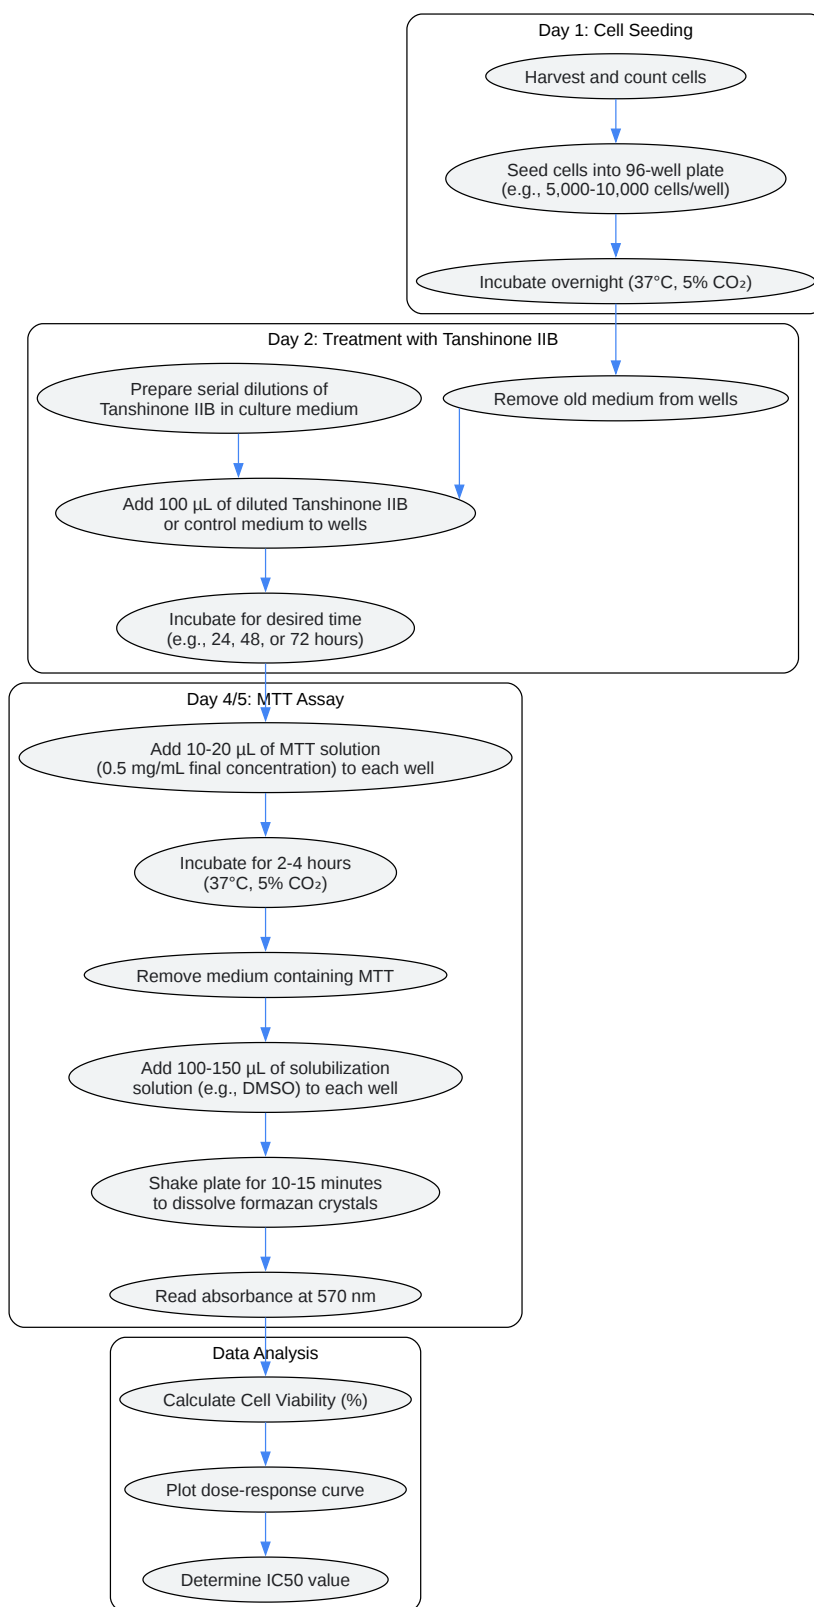 Day 1: Cell Seeding
Harvest and count cells
Seed cells into 96-well plate
(e.g., 5,000-10,000 cells/well)
Incubate overnight (37°C, 5% CO₂)
Day 2: Treatment with Tanshinone IIB
Prepare serial dilutions of
Tanshinone IIB in culture medium
Remove old medium from wells
Add 100 µL of diluted Tanshinone IIB
or control medium to wells
Incubate for desired time
(e.g., 24, 48, or 72 hours)
Day 4/5: MTT Assay
Add 10-20 µL of MTT solution
(0.5 mg/mL final concentration) to each well
Incubate for 2-4 hours
(37°C, 5% CO₂)
Remove medium containing MTT
Add 100-150 µL of solubilization
solution (e.g., DMSO) to each well
Shake plate for 10-15 minutes
to dissolve formazan crystals
Read absorbance at 570 nm
Data Analysis
Calculate Cell Viability (%)
Plot dose-response curve
Determine IC50 value